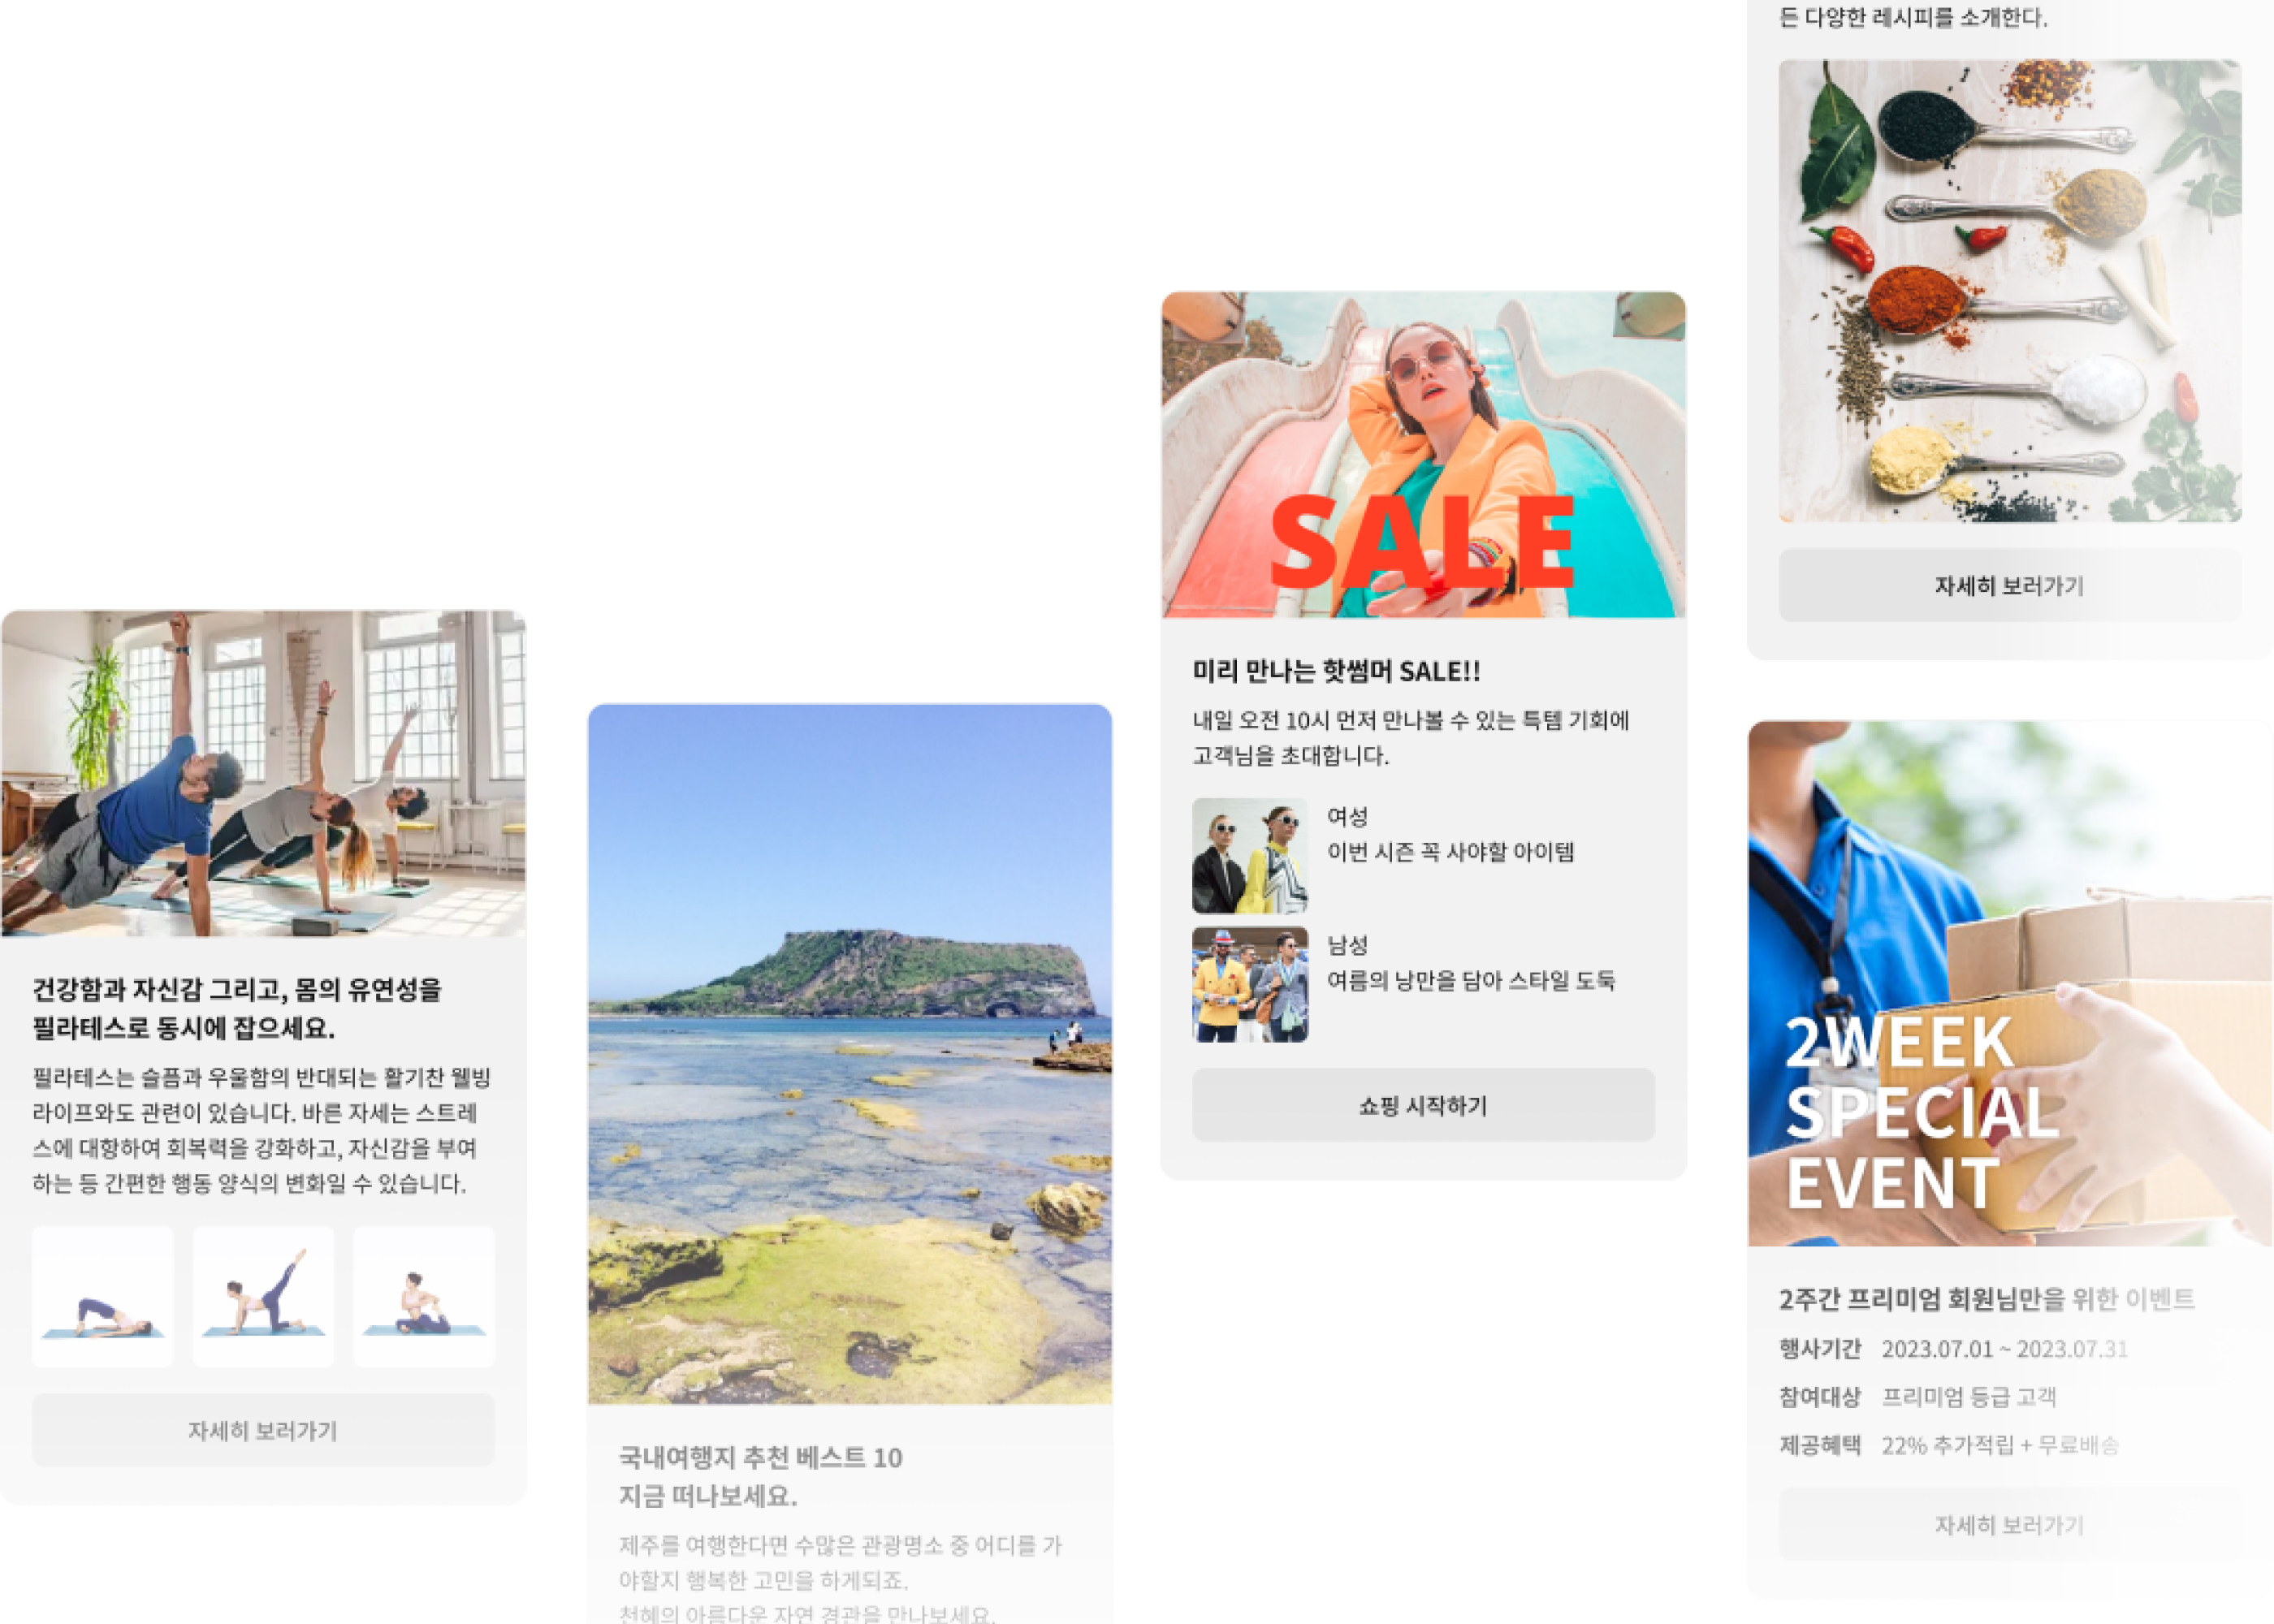 건강함과 자신감 그리고, 몸의 유연성을
필라테스로 동시에 잡으세요.
필라테스는 슬픔과 우울함의 반대되는 활기찬 웰빙
라이프와도 관련이 있습니다. 바른 자세는 스트레
스에 대항하여 회복력을 강화하고, 자신감을 부여
하는 등 간편한 행동 양식의 변화일 수 있습니다.
자세히 보러가기
국내여행지 추천 베스트 10
지금 떠나보세요.
제주를 여행한다면 수많은 관광명소 중 어디를 가
야할지 행복한 고민을 하게되죠.
천혜의 아름다운 자연 경관을 만나보세요.
SALE
미리 만나는 핫썸머 SALE!!
내일 오전 10시 먼저 만나볼 수 있는 특템 기회에
고객님을 초대합니다.
여성
이번 시즌 꼭 사야할 아이템
남성
여름의 낭만을 담아 스타일 도둑
쇼핑 시작하기
든 다양한 레시피를 소개한다.
자세히 보러가기
2WEEK
SPECIAL
EVENT
2주간 프리미엄 회원님만을 위한 이벤트
행사기간 2023.07.01 ~ 2023.07.31
참여대상 프리미엄 등급 고객
제공혜택 22% 추가적립 + 무료배송
자세히 보러가기